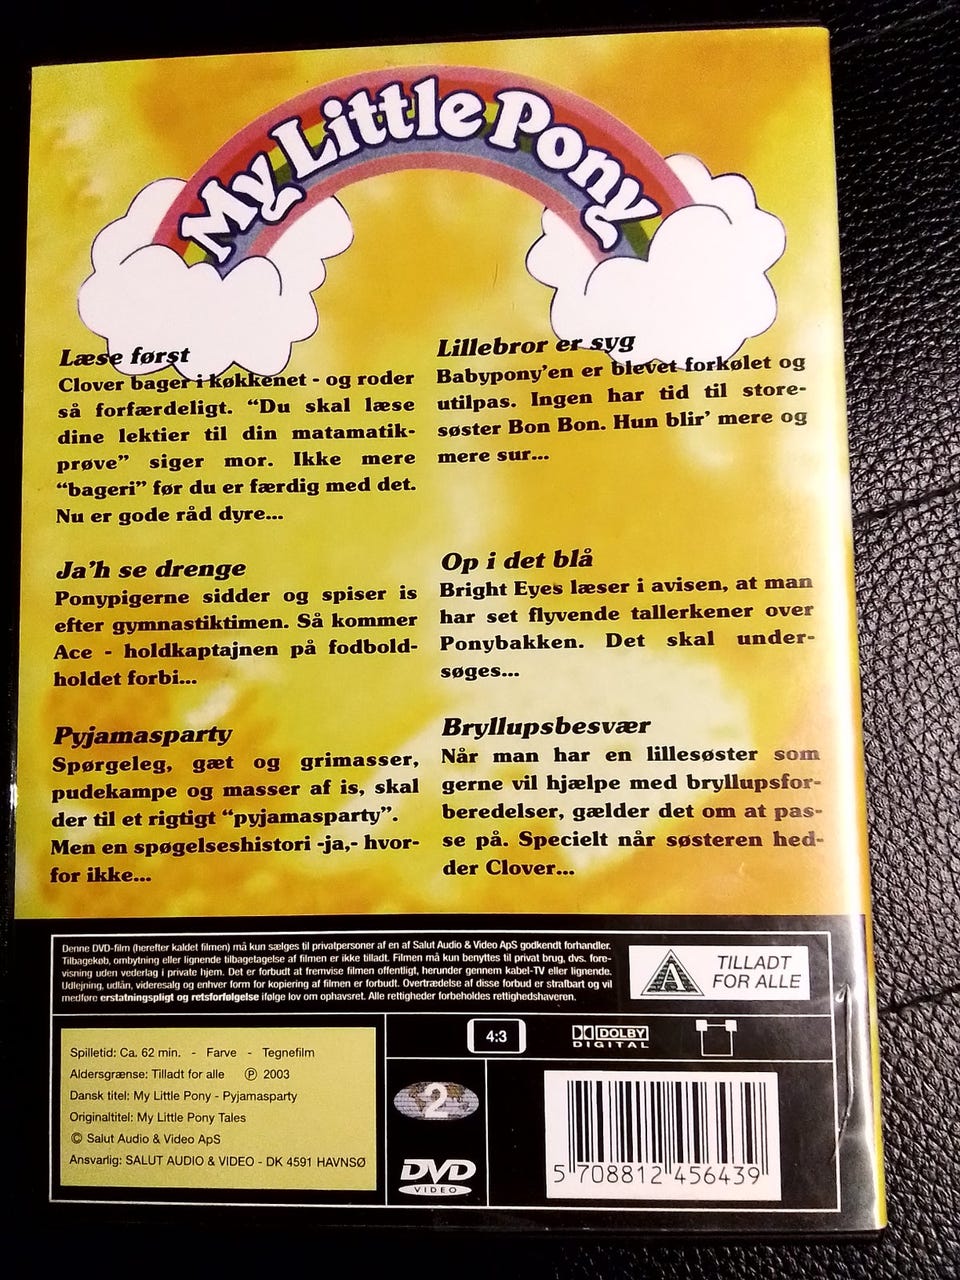 My Little Pony
Læse først
Clover bager i køkkenet - og roder
så forfærdeligt. “Du skal læse
dine lektier til din matamatik-
prøve” siger mor. Ikke mere
“bageri” før du er færdig med det.
Nu er gode råd dyre...
Lillebror er syg
Babypony’en er blevet forkølet og
utilpas. Ingen har tid til store-
søster Bon Bon. Hun blir’ mere og
mere sur...
Ja’h se drenge
Ponypigerne sidder og spiser is
efter gymnastiktimen. Så kommer
Ace - holdkaptajnen på fodbold-
holdet forbi...
Op i det blå
Bright Eyes læser i avisen, at man
har set flyvende tallerkener over
Ponybakken. Det skal under-
søges...
Pyjamasparty
Spørgeleg, gæt og grimasser,
pudekampe og masser af is, skal
der til et rigtigt “pyjamasparty”.
Men en spøgelseshistori -ja,- hvor-
for ikke...
Bryllupsbesvær
Når man har en lillesøster som
gerne vil hjælpe med bryllupsfor-
beredelser, gælder det om at pas-
se på. Specielt når søsteren hed-
der Clover...
Denne DVD-film (herefter kaldet filmen) må kun sælges til privatpersoner af en af Salut Audio & Video ApS godkendt forhandler.
Tilbagekøb, ombytning eller lignende tilbagetagelse af filmen er ikke tilladt. Filmen må kun benyttes til privat brug, dvs. fore-
visning uden vederlag i private hjem. Det er forbudt at fremvise filmen offentligt, herunder gennem kabel-TV eller lignende.
Udlejning, udlån, videresalg og enhver form for kopiering af filmen er forbudt. Overtrædelse af disse forbud er strafbart og vil
medføre erstatningspligt og retsforfølgelse ifølge lov om ophavsret. Alle rettigheder forbeholdes rettighedshaveren.
A
TILLADT
FOR ALLE
Spilletid: Ca. 62 min. - Farve - Tegnefilm
Aldersgrænse: Tilladt for alle ℗ 2003
Dansk titel: My Little Pony - Pyjamasparty
Originaltitel: My Little Pony Tales
© Salut Audio & Video ApS
Ansvarlig: SALUT AUDIO & VIDEO - DK 4591 HAVNSØ
4:3
DOLBY
DIGITAL
2
DVD
VIDEO
5 708812 456439